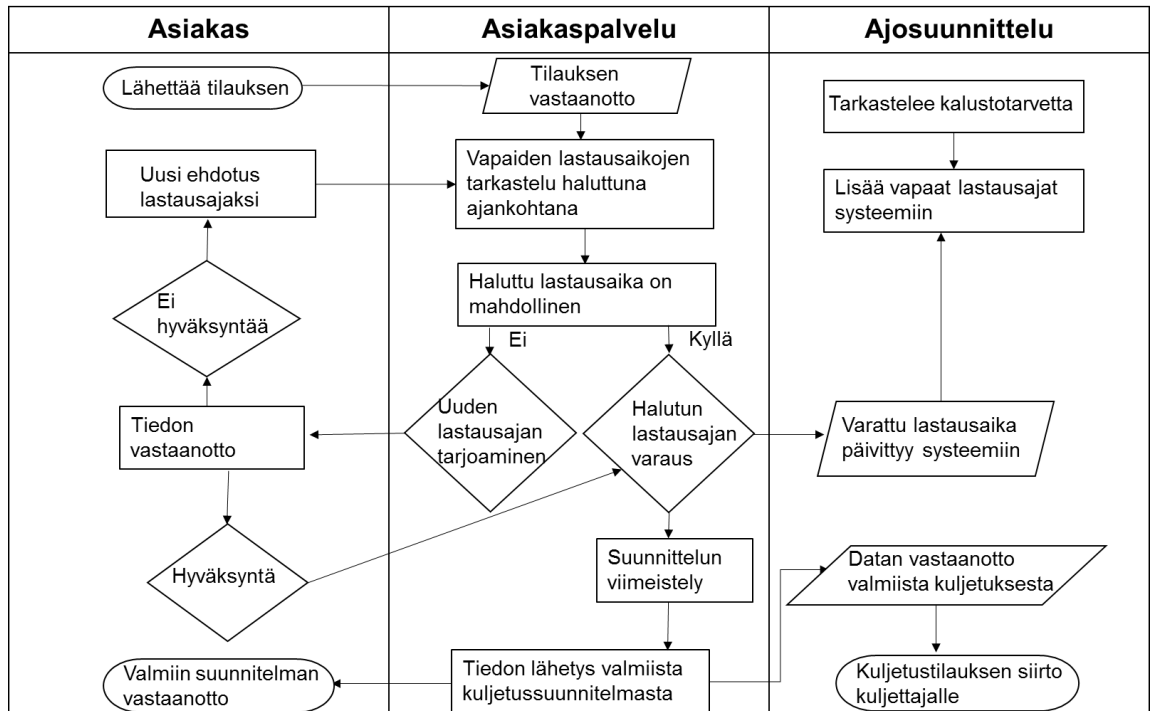 Asiakas
Asiakaspalvelu
Ajosuunnittelu
Lähettää tilauksen
Tilauksen
vastaanotto
Tarkastelee kalustotarvetta
Uusi ehdotus
lastausajaksi
Vapaiden lastausaikojen
tarkastelu haluttuna
ajankohtana
Lisää vapaat lastausajat
systeemiin
Ei
hyväksyntää
Haluttu lastausaika on
mahdollinen
Ei
Kyllä
Tiedon
vastaanotto
Uuden
lastausajan
tarjoaminen
Halutun
lastausajan
varaus
Varattu lastausaika
päivittyy systeemiin
Hyväksyntä
Suunnittelun
viimeistely
Datan vastaanotto
valmiista kuljetuksesta
Valmiin suunnitelman
vastaanotto
Tiedon lähetys valmiista
kuljetussuunnitelmasta
Kuljetustilauksen siirto
kuljettajalle